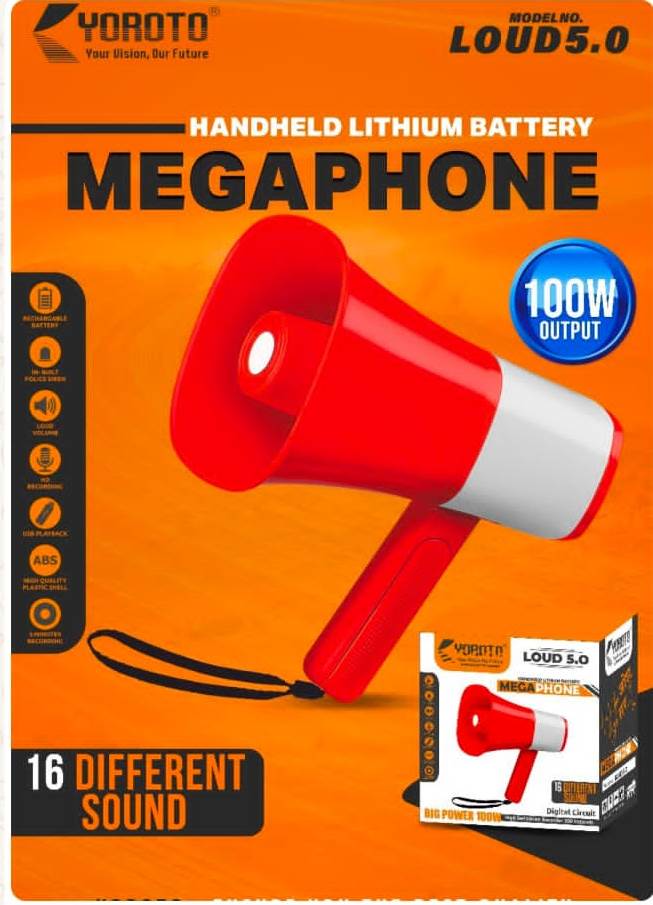 YOROTO®
Your Vision, Our Future
MODEL NO.
LOUD5.0
HANDHELD LITHIUM BATTERY
MEGAPHONE
100W
OUTPUT
RECHARGABLE
BATTERY
IN- BUILT
POLICE SIREN
LOUD
VOLUME
HD
RECORDING
USB PLAYBACK
ABS
HIGH QUALITY
PLASTIC SHELL
RECORDING
16 DIFFERENT
SOUND
YOROTO
LOUD 5.0
HANDHELD LITHIUM BATTERY
MEGAPHONE
16 DIFFERENT
SOUND
Digital Circuit
BIG POWER 100W